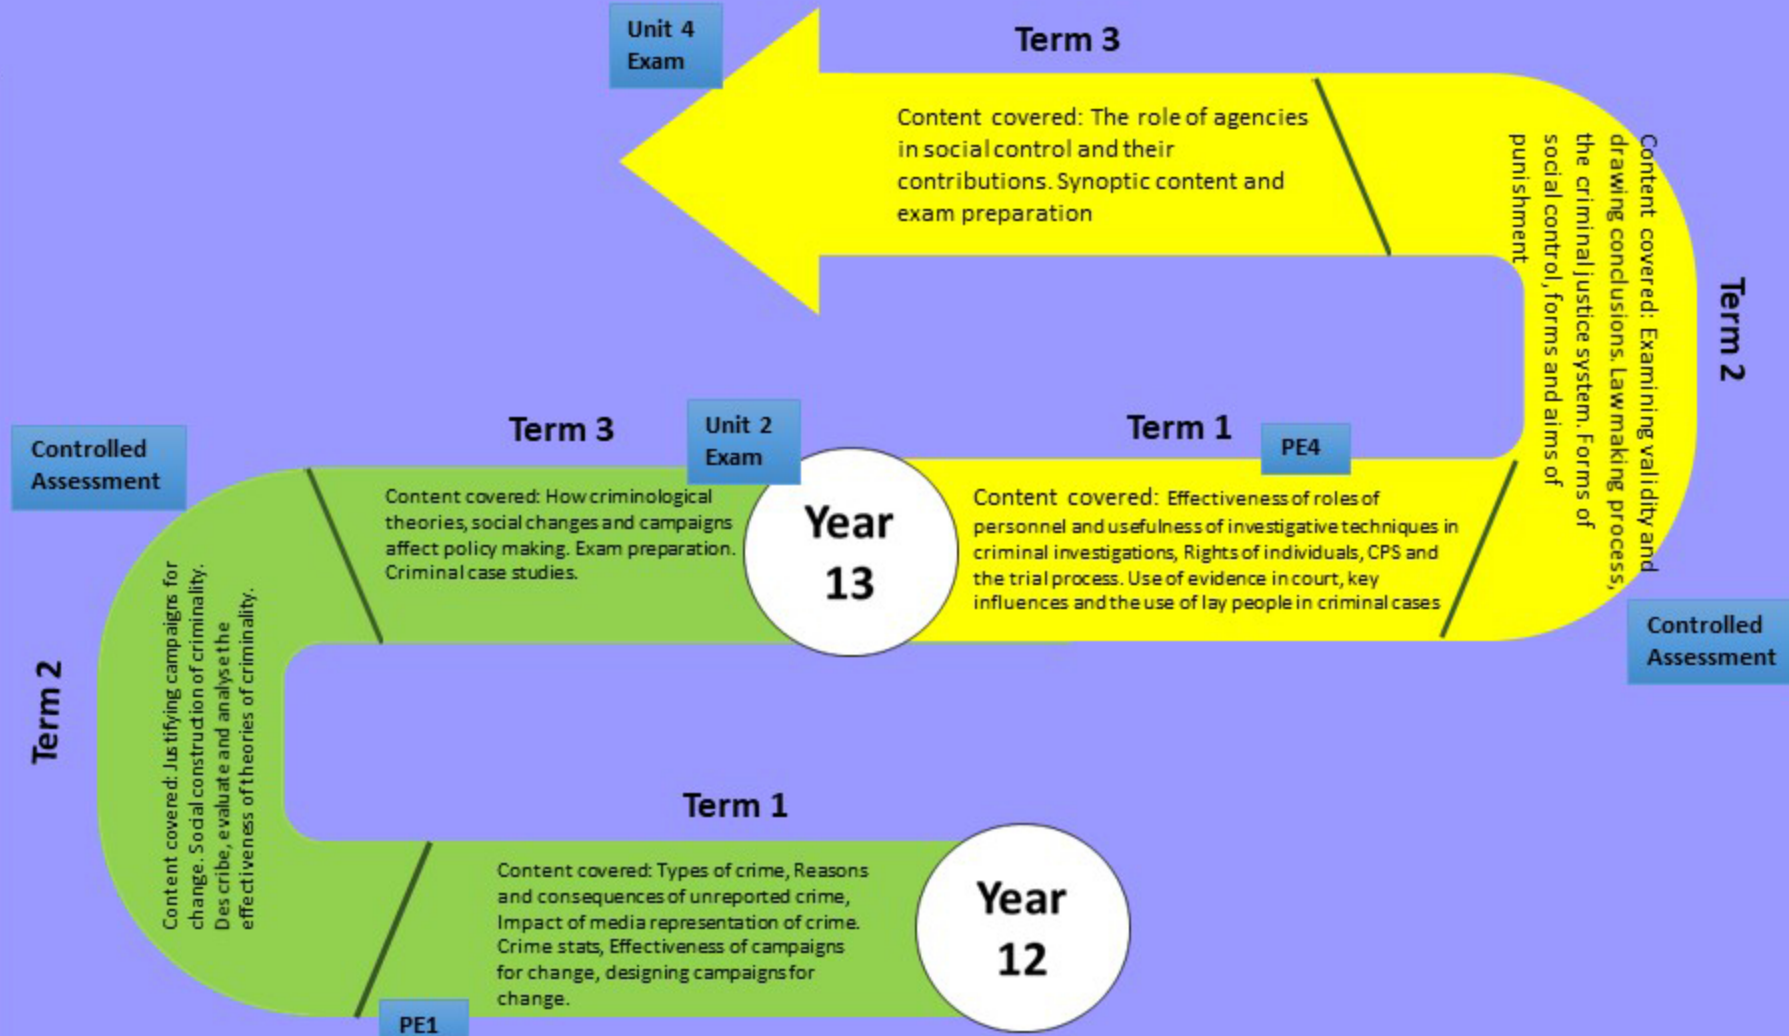 Unit 4
Exam
Term 3
Content covered: The role of agencies
in social control and their
contributions. Synoptic content and
exam preparation
Content covered: Examining validity and
drawing conclusions. Law making process,
the criminal justice system. Forms of
social control, forms and aims of
punishment
Term 2
Controlled
Assessment
Term 3
Unit 2
Exam
Term 1
PE4
Content covered: How criminological
theories, social changes and campaigns
affect policy making. Exam preparation.
Criminal case studies.
Year
13
Content covered: Effectiveness of roles of
personnel and usefulness of investigative techniques in
criminal investigations, Rights of individuals, CPS and
the trial process. Use of evidence in court, key
influences and the use of lay people in criminal cases
Controlled
Assessment
Term 2
Content covered: Justifying campaigns for
change. Social construction of criminality.
Describe, evaluate and analyse the
effectiveness of theories of criminality.
Term 1
Content covered: Types of crime, Reasons
and consequences of unreported crime,
Impact of media representation of crime.
Crime stats, Effectiveness of campaigns
for change, designing campaigns for
change.
Year
12
PE1